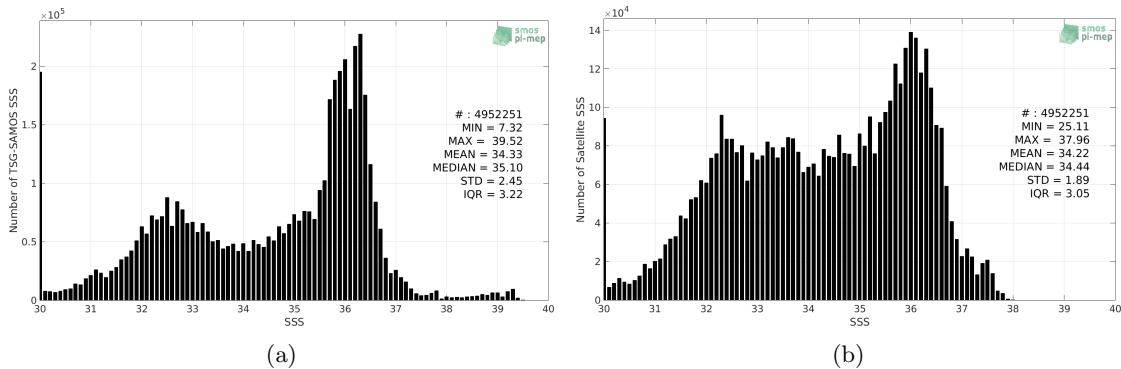 ×10⁵
smos
pi-mep
# : 4952251
MIN = 7.32
MAX = 39.52
MEAN = 34.33
MEDIAN = 35.10
STD = 2.45
IQR = 3.22
Number of TSG-SAMOS SSS
2
1.5
1
0.5
0
30 31 32 33 34 35 36 37 38 39 40
SSS
(a)
×10⁴
smos
pi-mep
# : 4952251
MIN = 25.11
MAX = 37.96
MEAN = 34.22
MEDIAN = 34.44
STD = 1.89
IQR = 3.05
Number of Satellite SSS
14
12
10
8
6
4
2
0
30 31 32 33 34 35 36 37 38 39 40
SSS
(b)